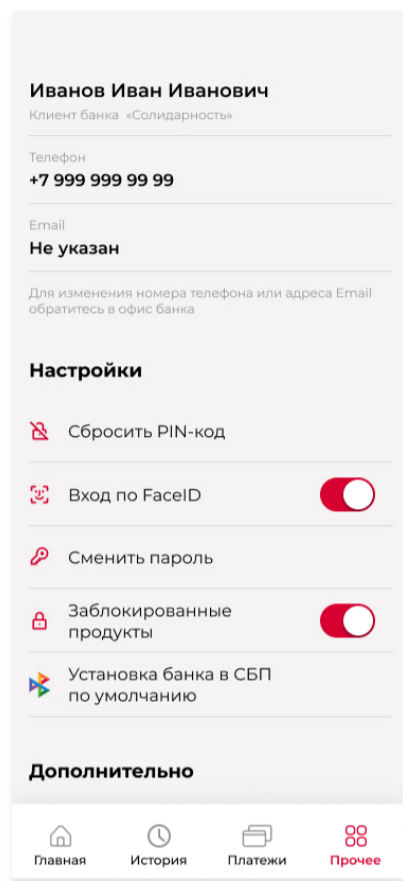 Иванов Иван Иванович
Клиент банка «Солидарность»
Телефон
+7 999 999 99 99
Email
Не указан
Для изменения номера телефона или адреса Email
обратитесь в офис банка
Настройки
Сбросить PIN-код
Вход по FaceID
Сменить пароль
Заблокированные
продукты
Установка банка в СБП
по умолчанию
Дополнительно
Главная История Платежи Прочее